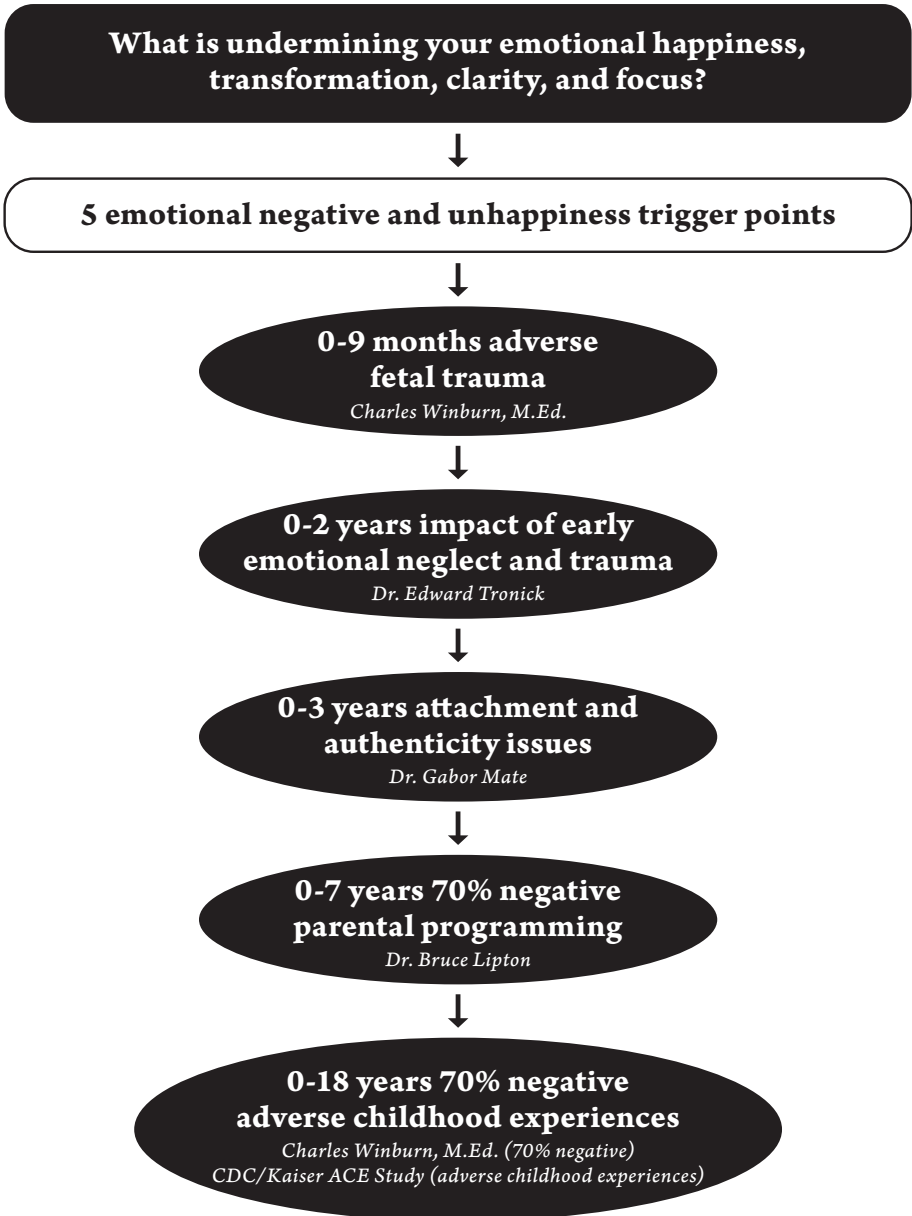 What is undermining your emotional happiness,
transformation, clarity, and focus?
5 emotional negative and unhappiness trigger points
0-9 months adverse
fetal trauma
Charles Winburn, M.Ed.
0-2 years impact of early
emotional neglect and trauma
Dr. Edward Tronick
0-3 years attachment and
authenticity issues
Dr. Gabor Mate
0-7 years 70% negative
parental programming
Dr. Bruce Lipton
0-18 years 70% negative
adverse childhood experiences
Charles Winburn, M.Ed. (70% negative)
CDC/Kaiser ACE Study (adverse childhood experiences)